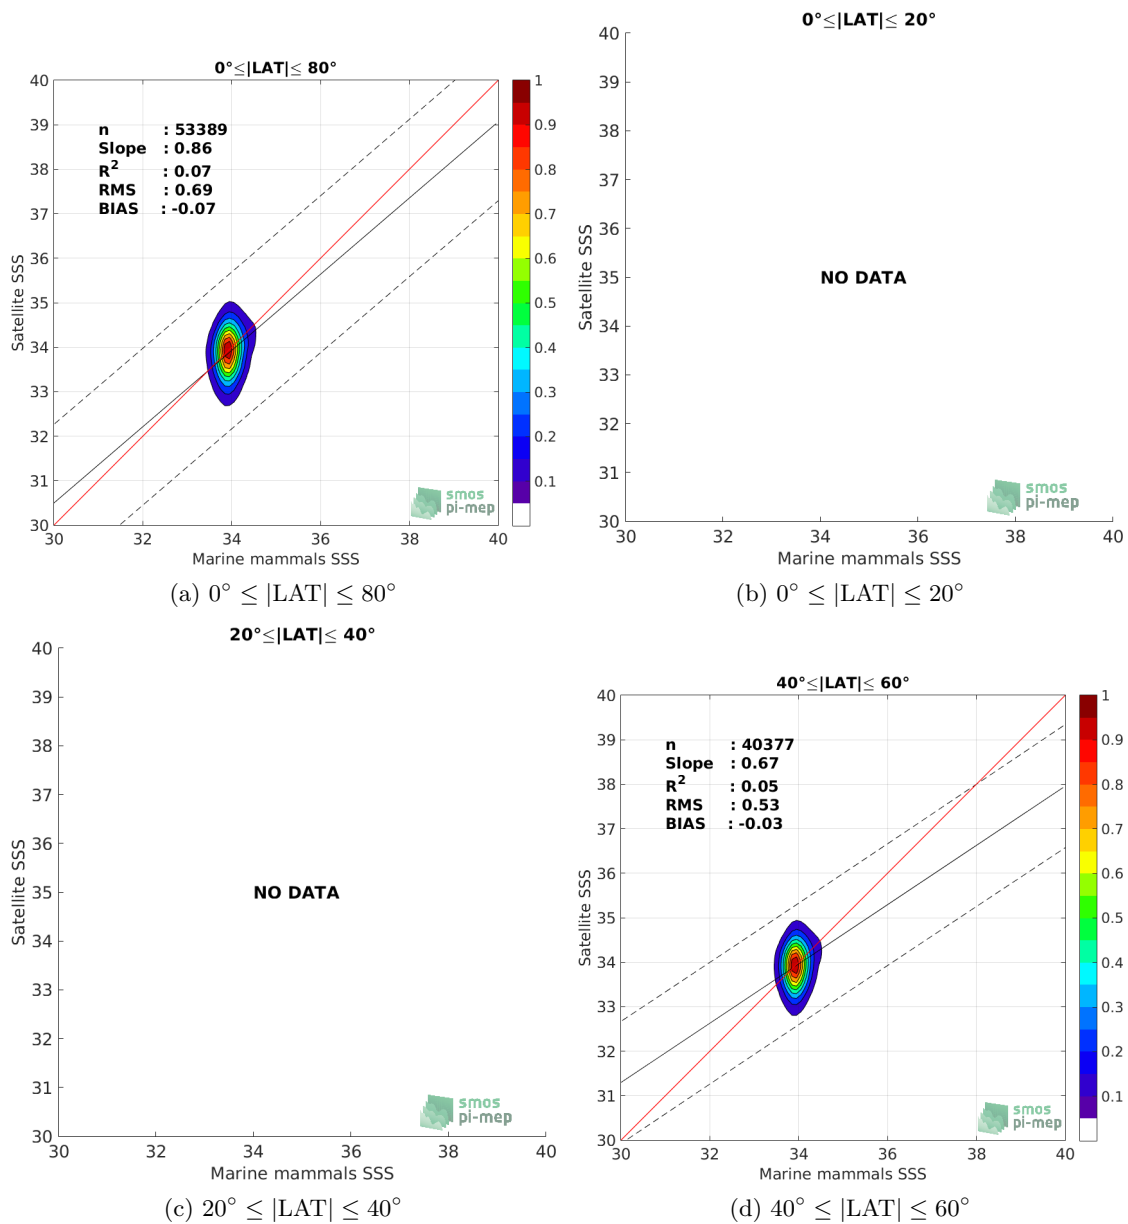 0°≤|LAT|≤ 80°
n : 53389
Slope : 0.86
R² : 0.07
RMS : 0.69
BIAS : -0.07
40
39
38
37
36
35
34
33
32
31
30
30 32 34 36 38 40
Satellite SSS
Marine mammals SSS
1
0.9
0.8
0.7
0.6
0.5
0.4
0.3
0.2
0.1
smos
pi-mep
(a) 0° ≤ |LAT| ≤ 80°
0°≤|LAT|≤ 20°
40
39
38
37
36
35
34
33
32
31
30
30 32 34 36 38 40
Satellite SSS
NO DATA
Marine mammals SSS
smos
pi-mep
(b) 0° ≤ |LAT| ≤ 20°
20°≤|LAT|≤ 40°
40
39
38
37
36
35
34
33
32
31
30
30 32 34 36 38 40
Satellite SSS
NO DATA
Marine mammals SSS
smos
pi-mep
(c) 20° ≤ |LAT| ≤ 40°
40°≤|LAT|≤ 60°
n : 40377
Slope : 0.67
R² : 0.05
RMS : 0.53
BIAS : -0.03
40
39
38
37
36
35
34
33
32
31
30
30 32 34 36 38 40
Satellite SSS
Marine mammals SSS
1
0.9
0.8
0.7
0.6
0.5
0.4
0.3
0.2
0.1
smos
pi-mep
(d) 40° ≤ |LAT| ≤ 60°